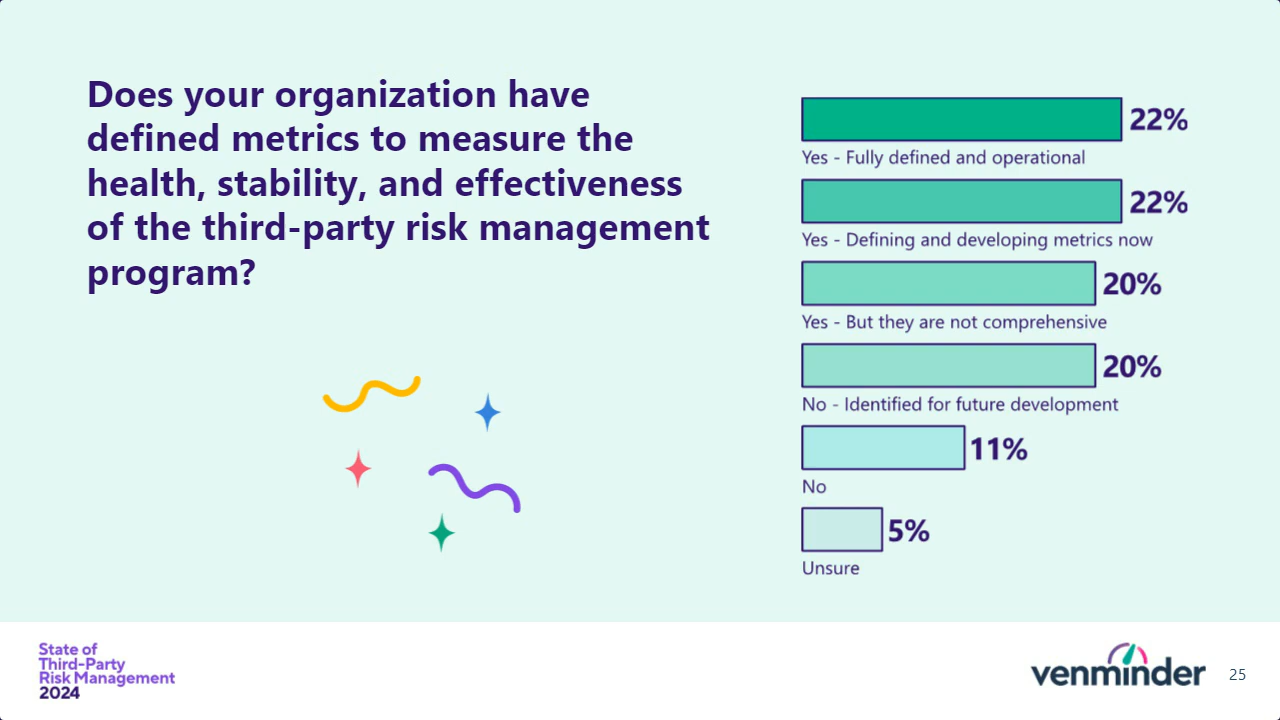 Does your organization have
defined metrics to measure the
health, stability, and effectiveness
of the third-party risk management
program?
22%
Yes - Fully defined and operational
22%
Yes - Defining and developing metrics now
20%
Yes - But they are not comprehensive
20%
No - Identified for future development
11%
No
5%
Unsure
State of
Third-Party
Risk Management
2024
venminder
25